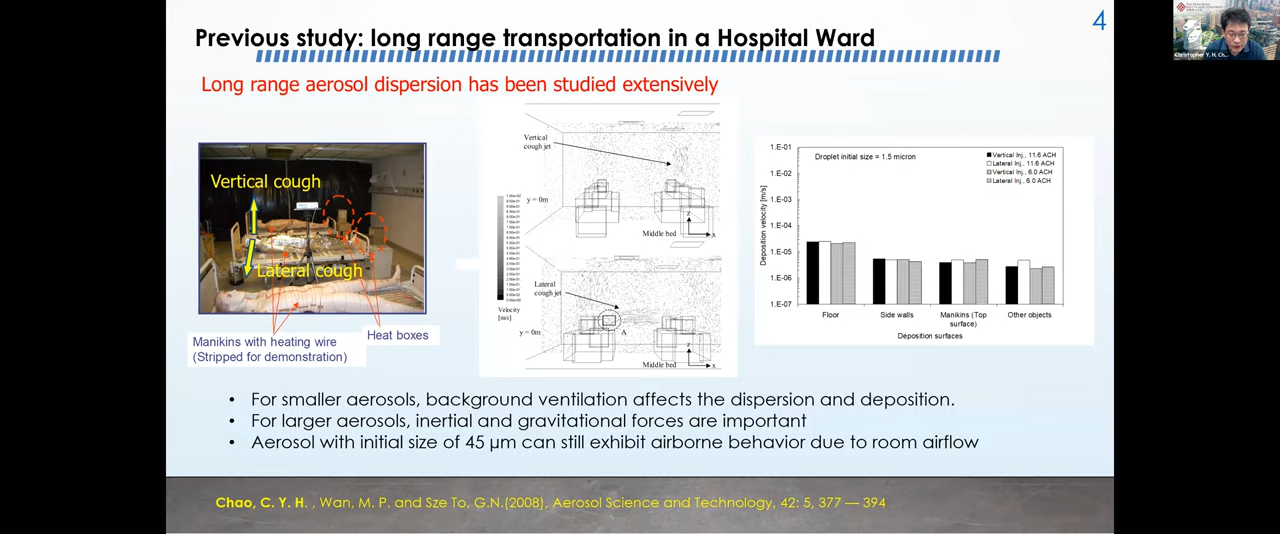 4
Previous study: long range transportation in a Hospital Ward
Long range aerosol dispersion has been studied extensively
Vertical cough
Lateral cough
Manikins with heating wire
(Stripped for demonstration)
Heat boxes
Vertical
cough jet
y = 0m
Middle bed
z
x
Lateral
cough jet
A
Velocity
[m/s]
y = 0m
Middle bed
z
x
Droplet initial size = 1.5 micron
Vertical Inj., 11.6 ACH
Lateral Inj., 11.6 ACH
Vertical Inj., 6.0 ACH
Lateral Inj., 6.0 ACH
Deposition velocity [m/s]
1.E-01
1.E-02
1.E-03
1.E-04
1.E-05
1.E-06
1.E-07
Floor
Side walls
Manikins (Top
surface)
Other objects
Deposition surfaces
• For smaller aerosols, background ventilation affects the dispersion and deposition.
• For larger aerosols, inertial and gravitational forces are important
• Aerosol with initial size of 45 µm can still exhibit airborne behavior due to room airflow
Chao, C. Y. H. , Wan, M. P. and Sze To, G.N.(2008), Aerosol Science and Technology, 42: 5, 377 — 394
Christopher Y. H. Ch...